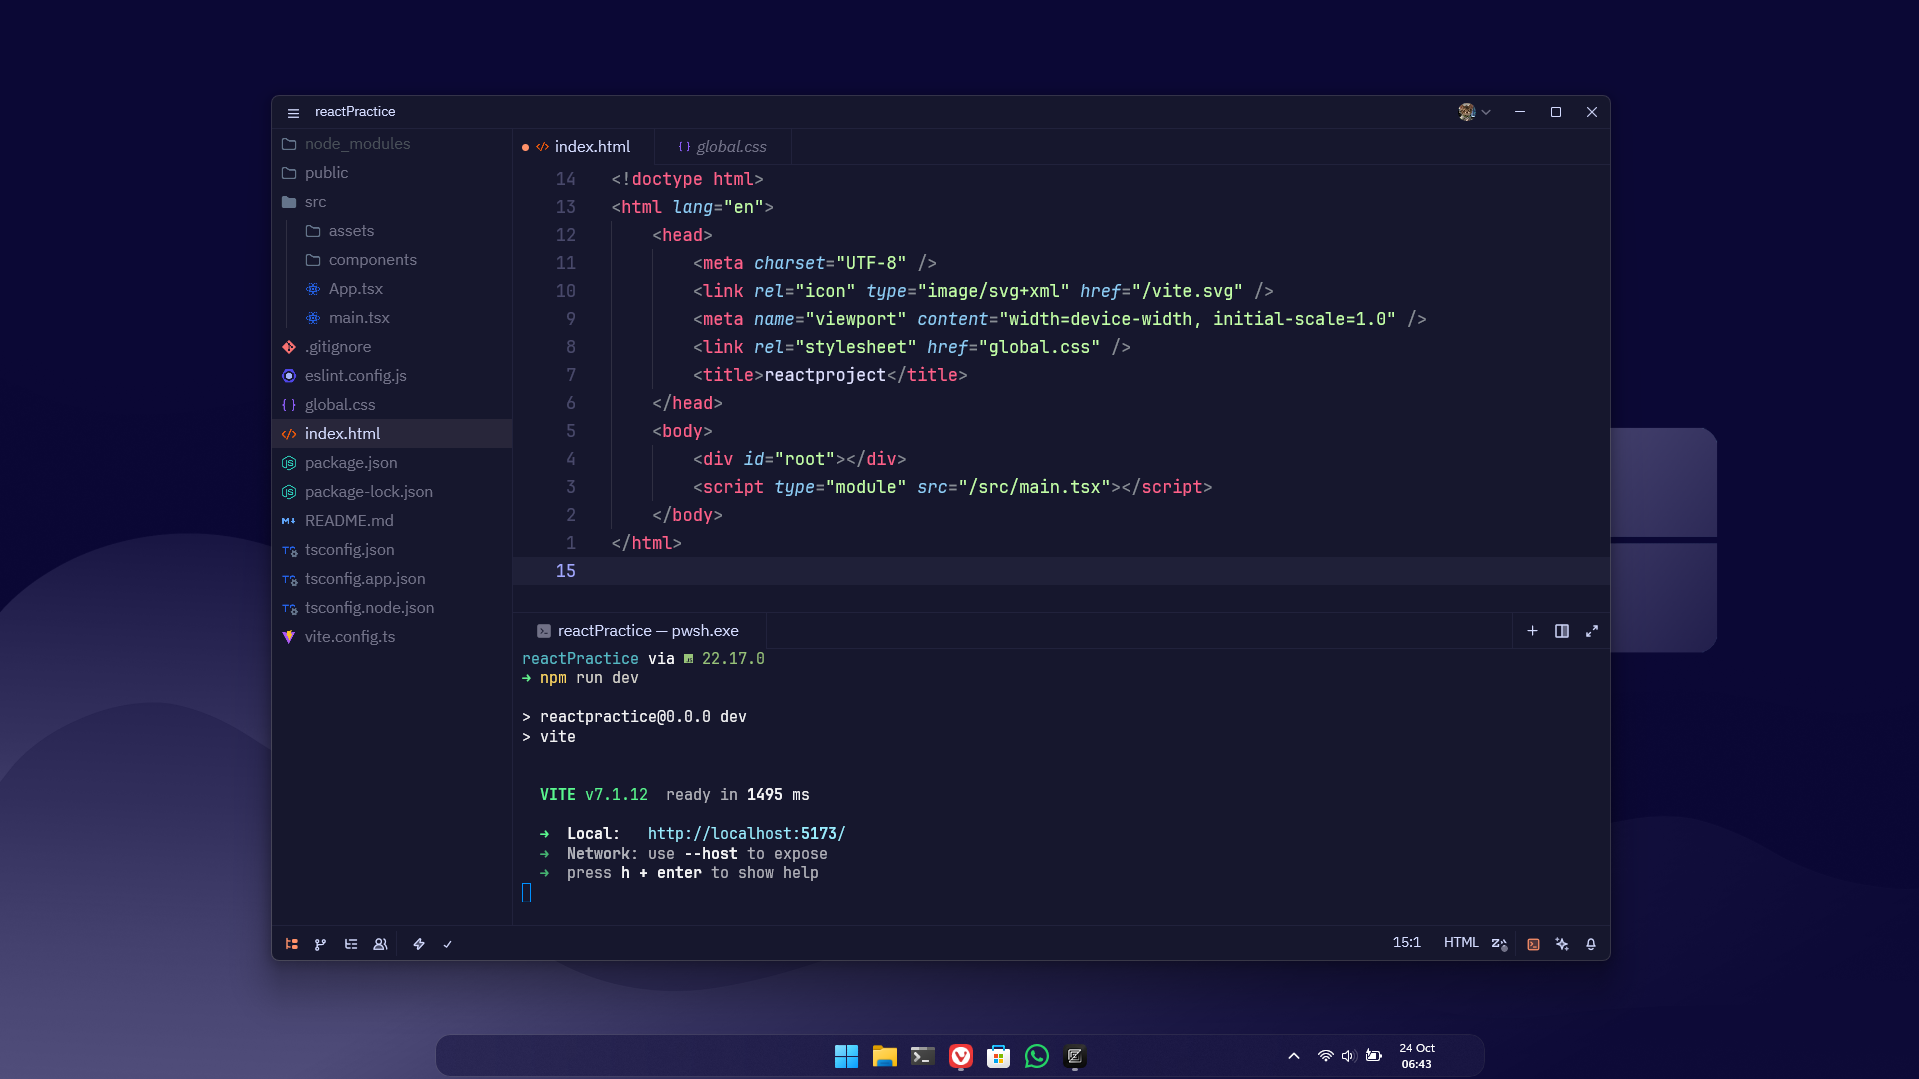 reactPractice
node_modules
public
src
assets
components
App.tsx
main.tsx
.gitignore
eslint.config.js
global.css
index.html
package.json
package-lock.json
README.md
tsconfig.json
tsconfig.app.json
tsconfig.node.json
vite.config.ts
index.html global.css
14 <!doctype html>
13 <html lang="en">
12 <head>
11 <meta charset="UTF-8" />
10 <link rel="icon" type="image/svg+xml" href="/vite.svg" />
9 <meta name="viewport" content="width=device-width, initial-scale=1.0" />
8 <link rel="stylesheet" href="global.css" />
7 <title>reactproject</title>
6 </head>
5 <body>
4 <div id="root"></div>
3 <script type="module" src="/src/main.tsx"></script>
2 </body>
1 </html>
15
reactPractice — pwsh.exe
reactPractice via 22.17.0
➜ npm run dev
> reactpractice@0.0.0 dev
> vite
VITE v7.1.12 ready in 1495 ms
➜ Local: http://localhost:5173/
➜ Network: use --host to expose
➜ press h + enter to show help
15:1 HTML
24 Oct
06:43